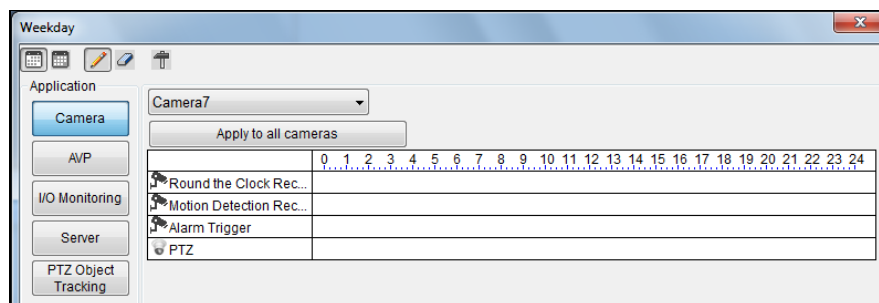 Weekday
Application
Camera
AVP
I/O Monitoring
Server
PTZ Object
Tracking
Camera7
Apply to all cameras
0 1 2 3 4 5 6 7 8 9 10 11 12 13 14 15 16 17 18 19 20 21 22 23 24
Round the Clock Rec...
Motion Detection Rec...
Alarm Trigger
PTZ